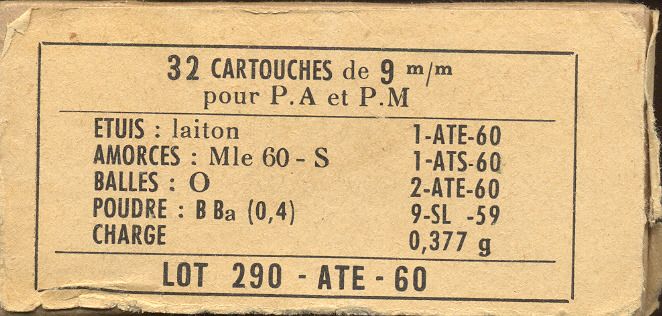 32 CARTOUCHES de 9 m/m
pour P.A et P.M
ETUIS : laiton 1-ATE-60
AMORCES : Mle 60 - S 1-ATS-60
BALLES : O 2-ATE-60
POUDRE : B Ba (0,4) 9-SL -59
CHARGE 0,377 g
LOT 290 - ATE - 60